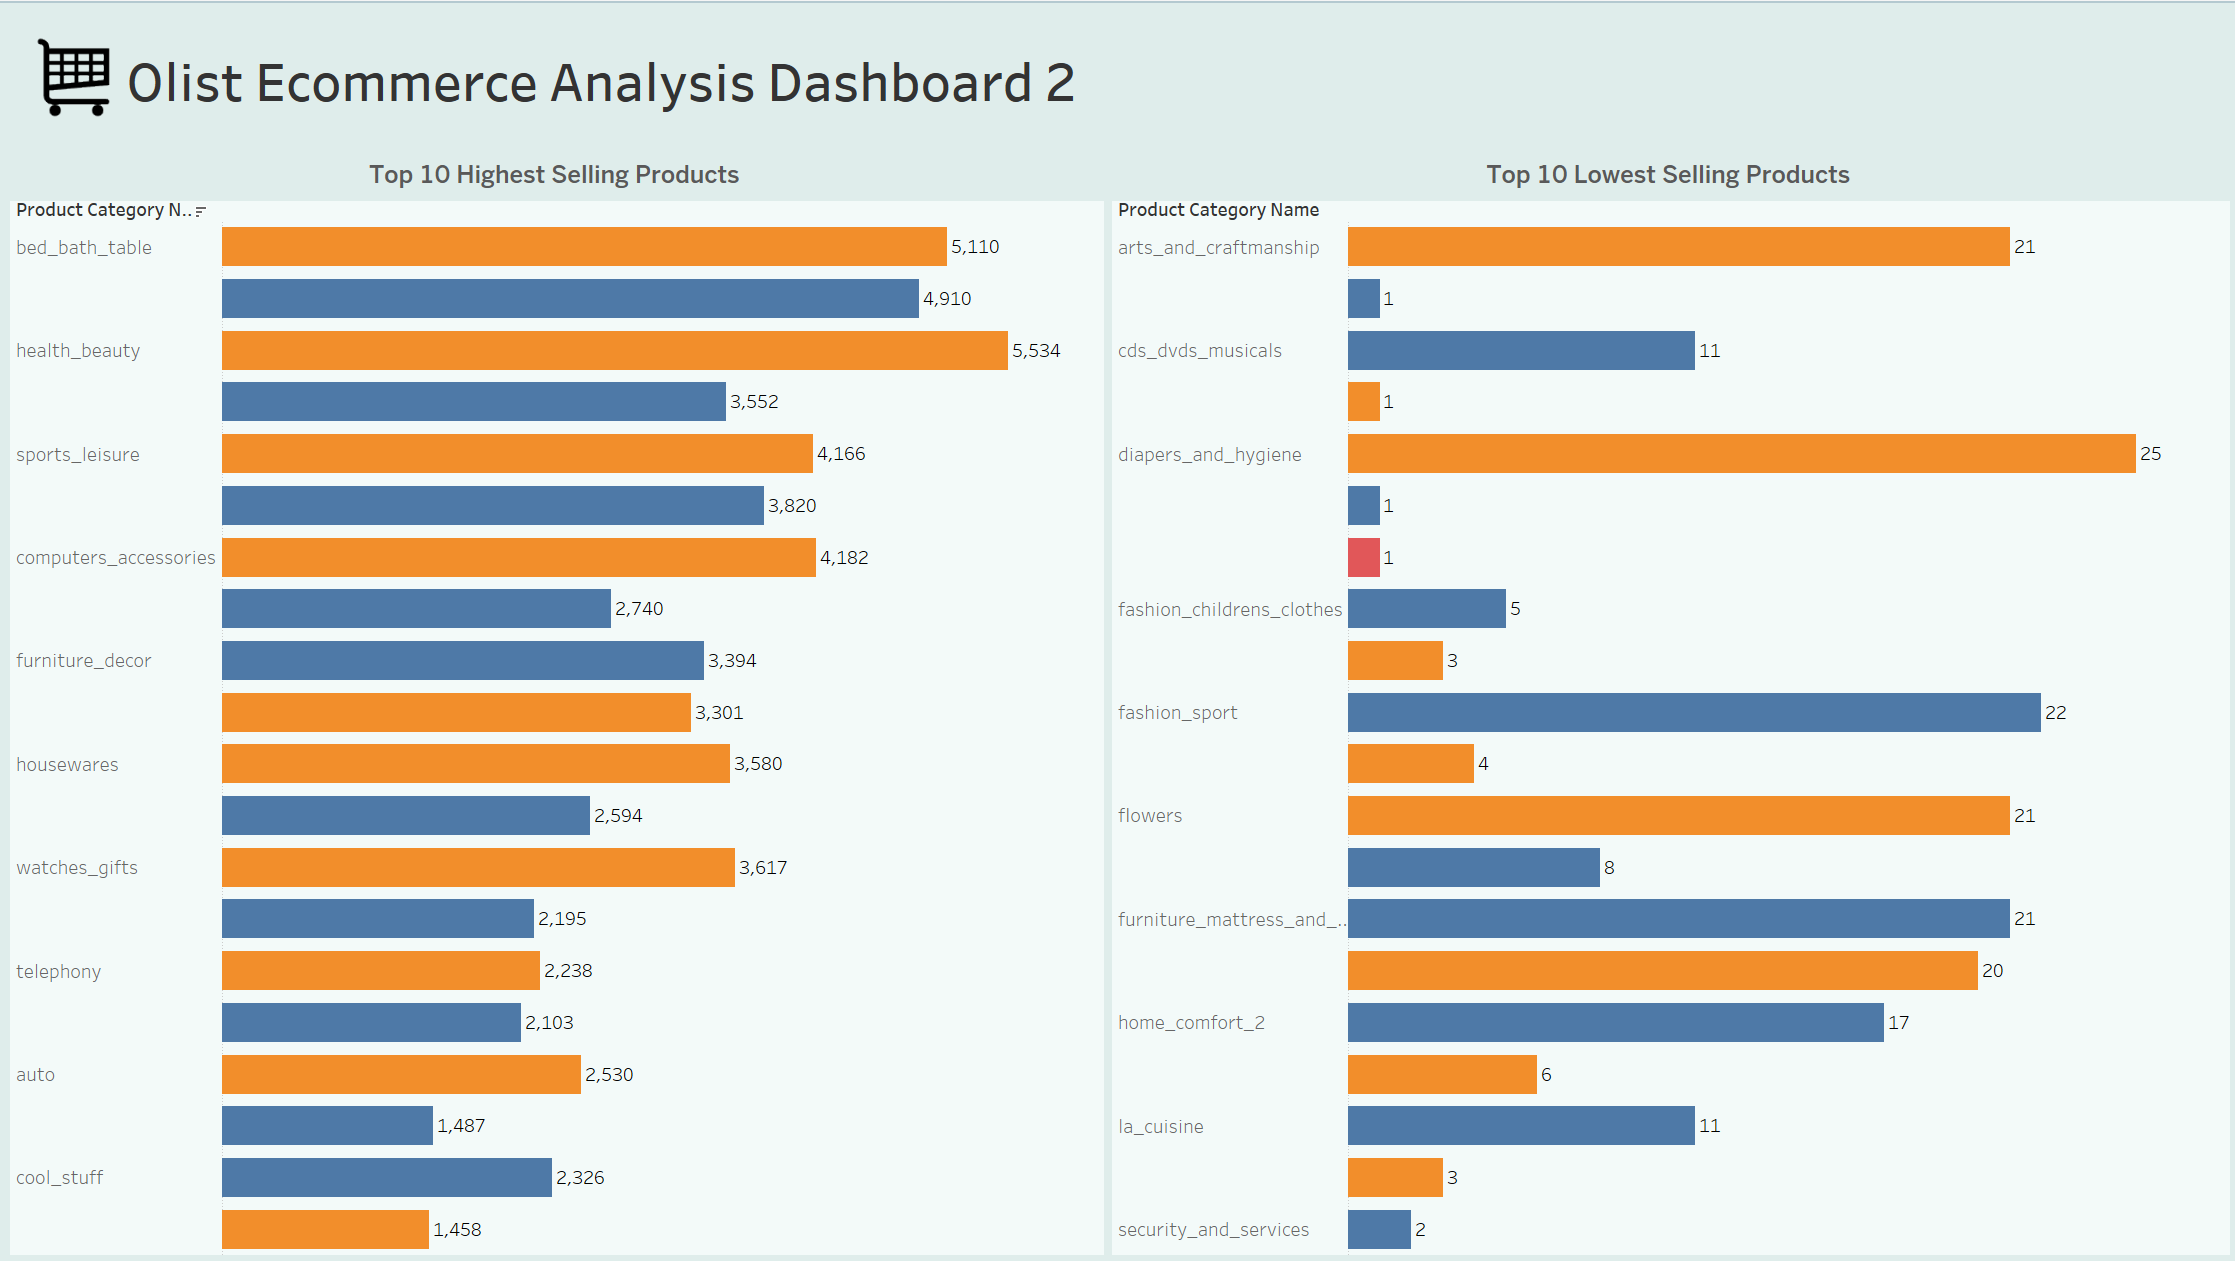 Olist Ecommerce Analysis Dashboard 2
Top 10 Highest Selling Products
Product Category N..
bed_bath_table 5,110
4,910
health_beauty 5,534
3,552
sports_leisure 4,166
3,820
computers_accessories 4,182
2,740
furniture_decor 3,394
3,301
housewares 3,580
2,594
watches_gifts 3,617
2,195
telephony 2,238
2,103
auto 2,530
1,487
cool_stuff 2,326
1,458
Top 10 Lowest Selling Products
Product Category Name
arts_and_craftmanship 21
1
cds_dvds_musicals 11
1
diapers_and_hygiene 25
1
1
fashion_childrens_clothes 5
3
fashion_sport 22
4
flowers 21
8
furniture_mattress_and_.. 21
20
home_comfort_2 17
6
la_cuisine 11
3
security_and_services 2